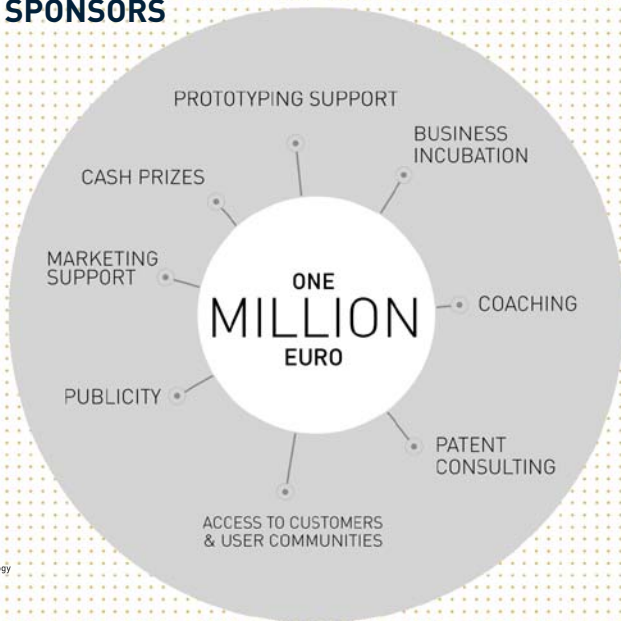 SPONSORS
PROTOTYPING SUPPORT
BUSINESS
INCUBATION
CASH PRIZES
MARKETING
SUPPORT
ONE
MILLION
EURO
COACHING
PUBLICITY
PATENT
CONSULTING
ACCESS TO CUSTOMERS
& USER COMMUNITIES